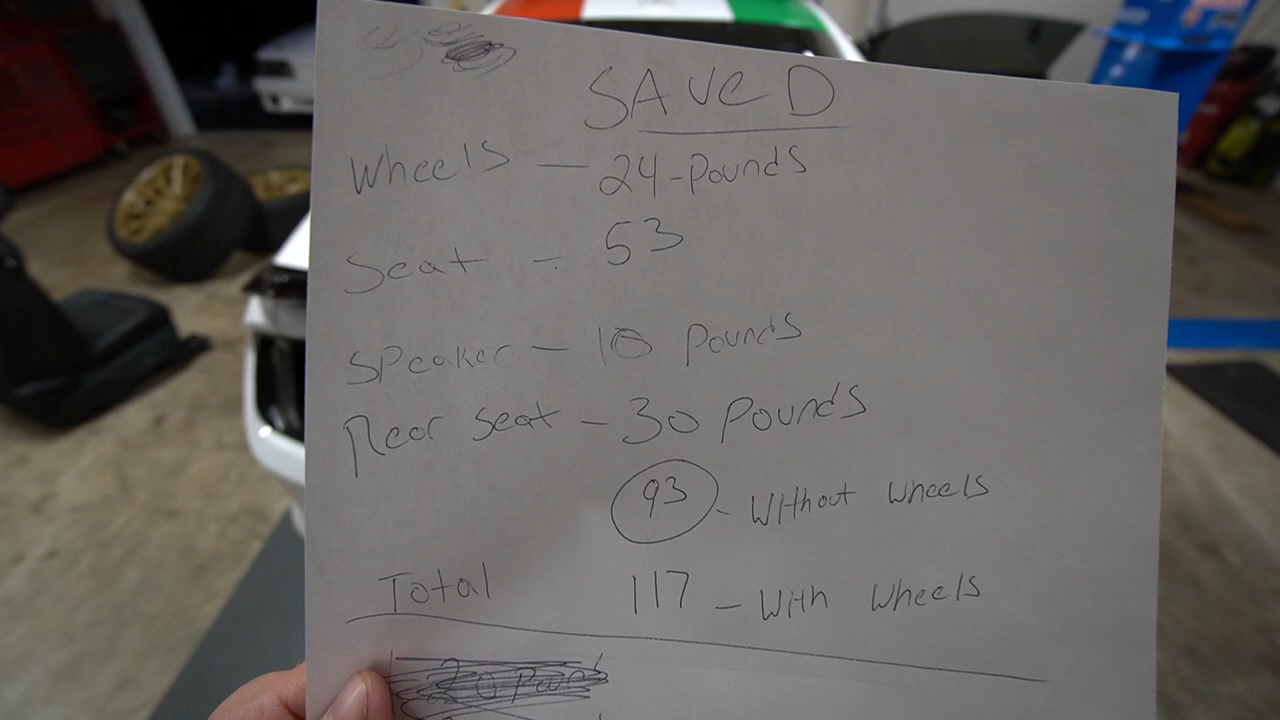 SAVED
Wheels — 24-Pounds
Seat - 53
Speaker — 10 Pounds
Rear Seat - 30 Pounds
93 - Without Wheels
Total 117 - With Wheels